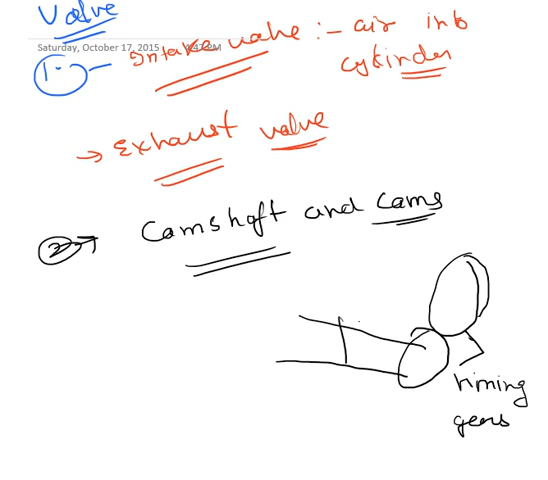 Valve
Saturday, October 17, 2015
1. Intake valve :- air into
cylinder
→ Exhaust valve
2 → Camshaft and cams
timing
gears